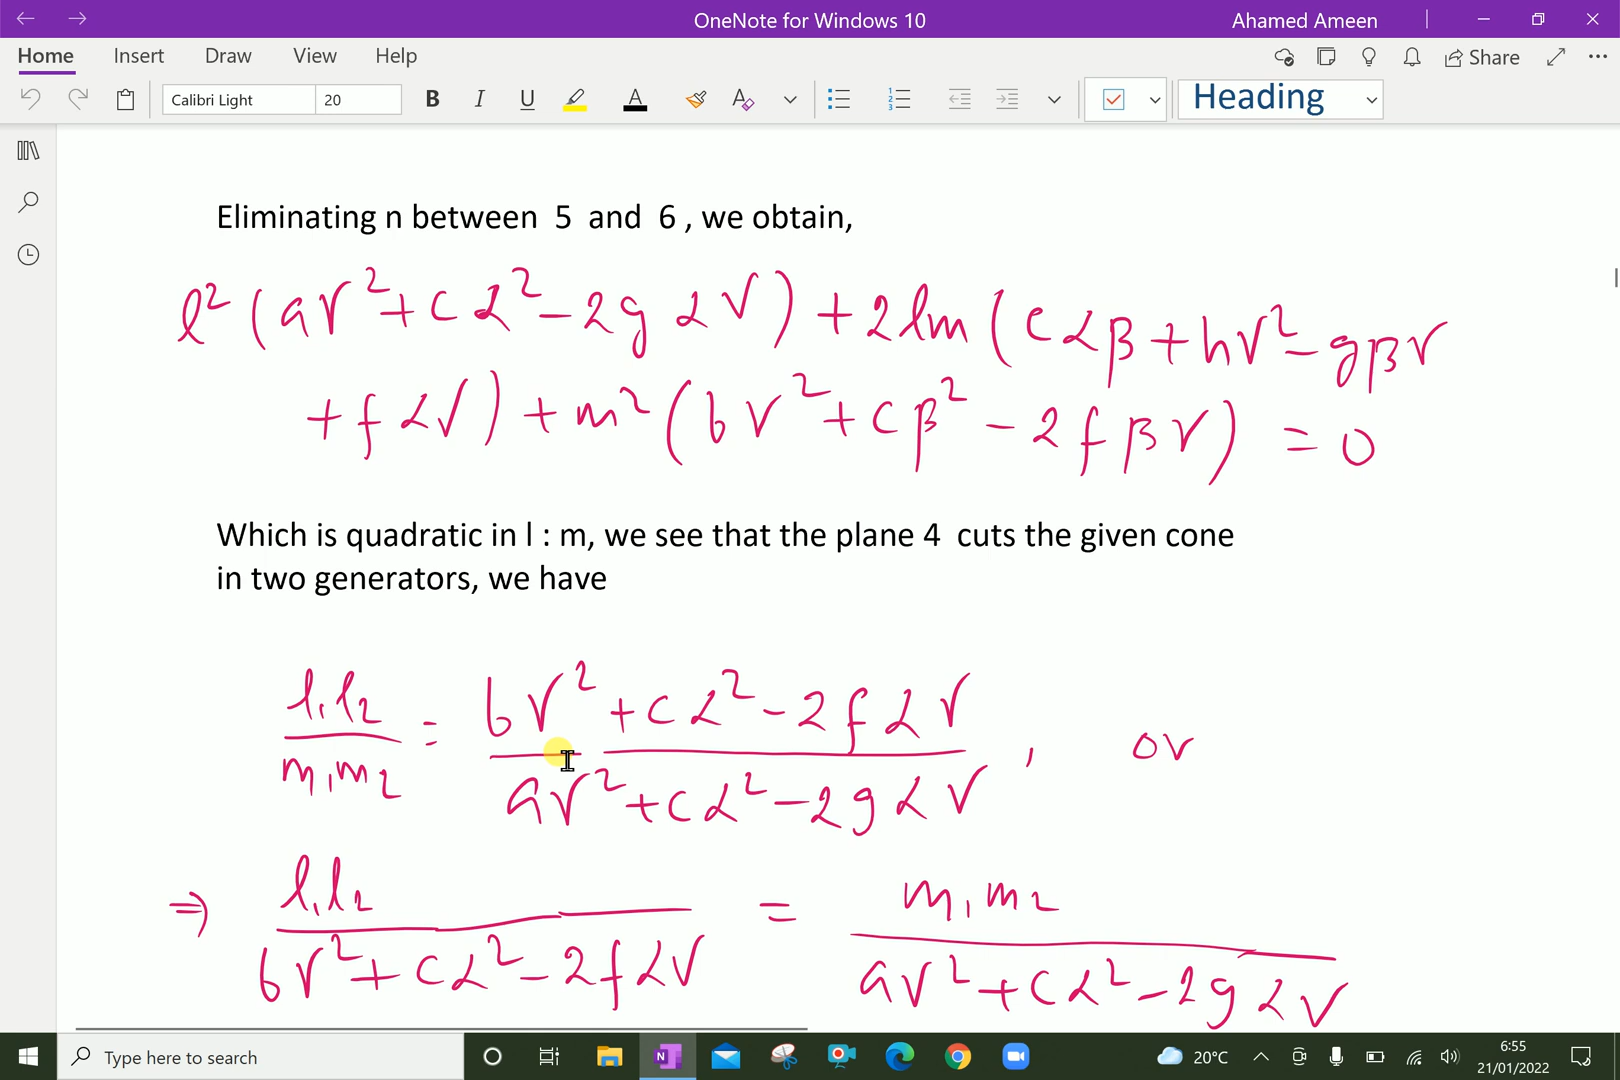 OneNote for Windows 10
Ahamed Ameen
Home Insert Draw View Help
Share
Calibri Light 20 B I U A Heading
Eliminating n between 5 and 6 , we obtain,
l² (aγ² + cα² − 2g αγ) + 2lm (cαβ + hγ² − gβγ
+ fαγ) + m² (bγ² + cβ² − 2fβγ) = 0
Which is quadratic in l : m, we see that the plane 4 cuts the given cone
in two generators, we have
l₁l₂ / m₁m₂ = bγ² + cα² − 2fαγ / aγ² + cα² − 2gαγ , or
⇒ l₁l₂ / bγ² + cα² − 2fαγ = m₁m₂ / aγ² + cα² − 2gαγ
Type here to search
20°C
6:55
21/01/2022